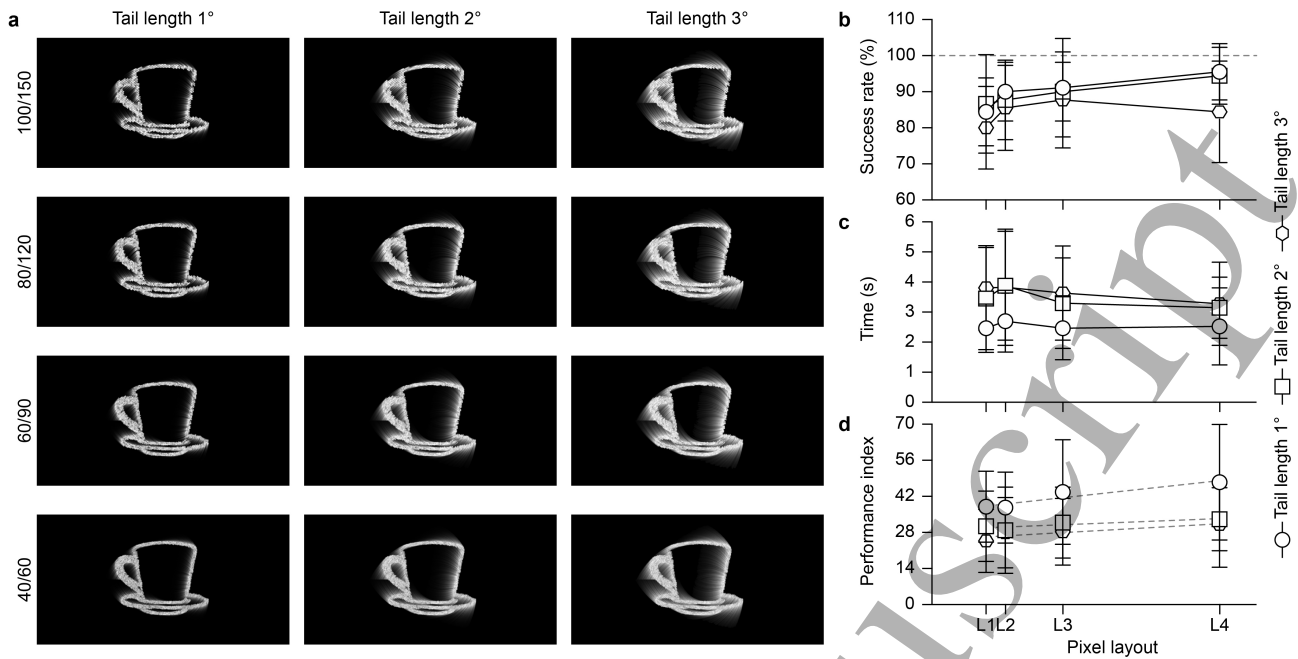 a
Tail length 1°
Tail length 2°
Tail length 3°
100/150
80/120
60/90
40/60
b
Success rate (%)
110
100
90
80
70
60
c
Time (s)
6
5
4
3
2
1
0
d
Performance index
70
56
42
28
14
0
L1 L2 L3 L4
Pixel layout
Tail length 3°
Tail length 2°
Tail length 1°